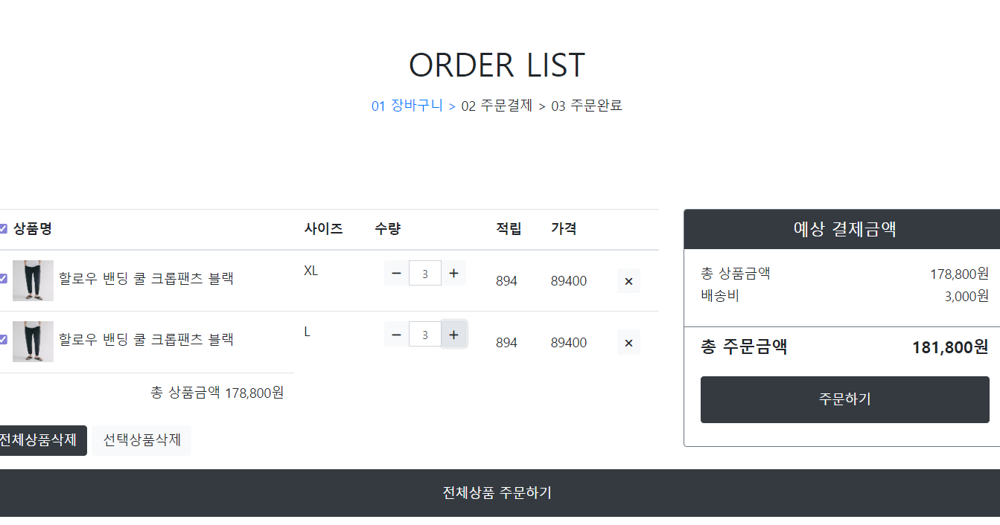 ORDER LIST
01 장바구니 > 02 주문결제 > 03 주문완료
상품명 사이즈 수량 적립 가격
할로우 밴딩 쿨 크롭팬츠 블랙 XL − 3 + 894 89400 ×
할로우 밴딩 쿨 크롭팬츠 블랙 L − 3 + 894 89400 ×
총 상품금액 178,800원
전체상품삭제 선택상품삭제
예상 결제금액
총 상품금액 178,800원
배송비 3,000원
총 주문금액 181,800원
주문하기
전체상품 주문하기